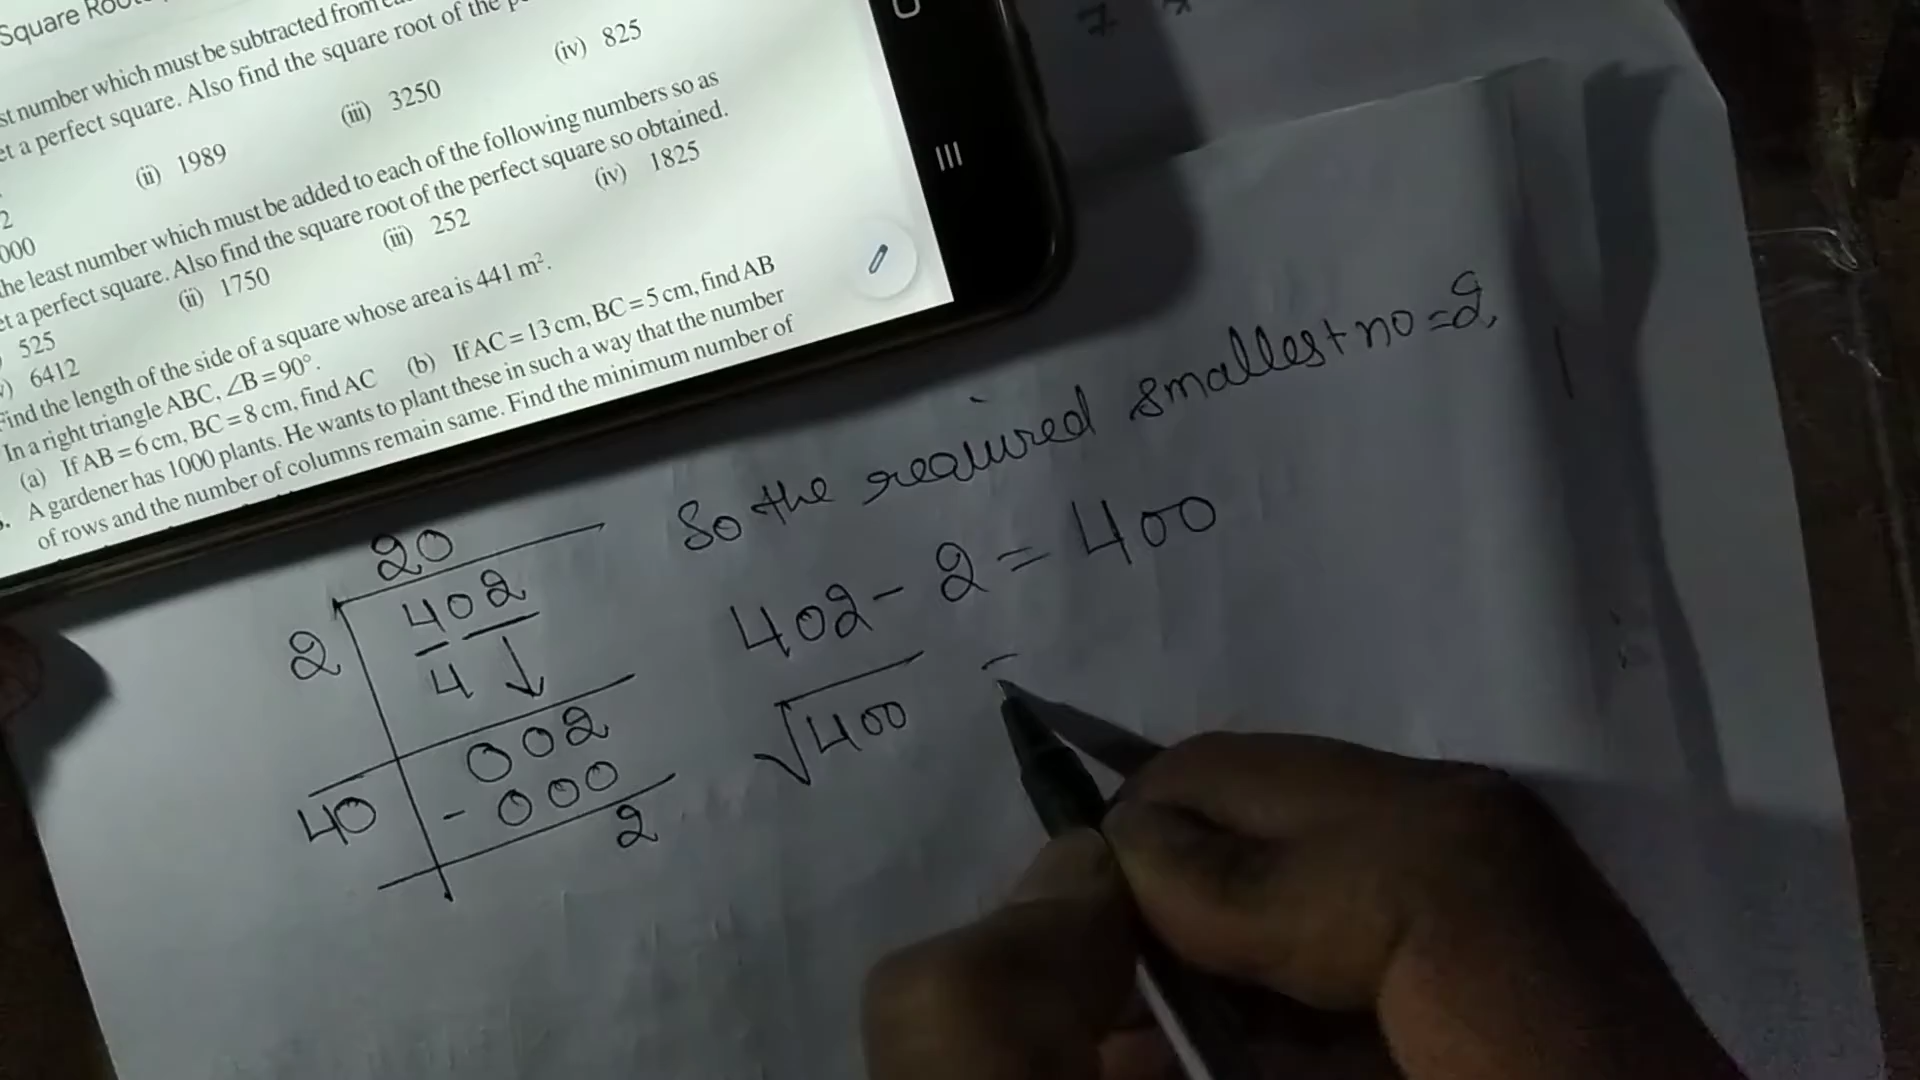 Square
st number which must be subtracted from
et a perfect square. Also find the square root of the
(ii) 1989 (iii) 3250 (iv) 825
2
000
he least number which must be added to each of the following numbers so as
et a perfect square. Also find the square root of the perfect square so obtained.
525 (ii) 1750 (iii) 252 (iv) 1825
) 6412
Find the length of the side of a square whose area is 441 m².
In a right triangle ABC, ∠B = 90°.
(a) If AB = 6 cm, BC = 8 cm, find AC (b) If AC = 13 cm, BC = 5 cm, find AB
A gardener has 1000 plants. He wants to plant these in such a way that the number
of rows and the number of columns remain same. Find the minimum number of
So the reqiured smallest no = 2,
20
2 402
4 ↓
002
40 - 000
2
402 - 2 = 400
√400 -